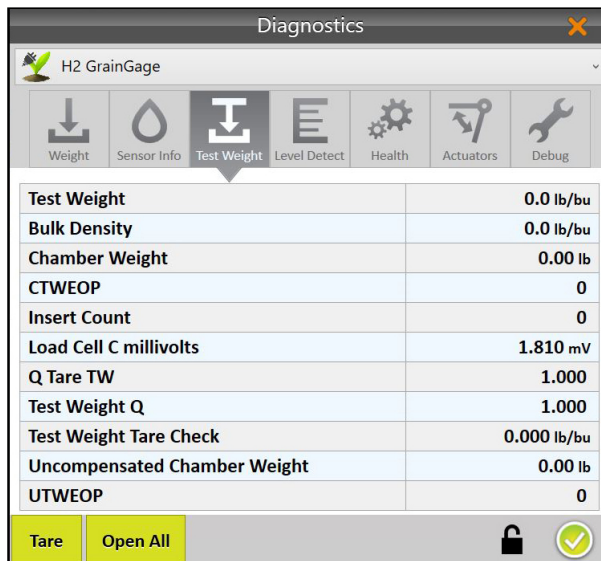 Diagnostics
H2 GrainGage
Weight Sensor Info Test Weight Level Detect Health Actuators Debug
Test Weight 0.0 lb/bu
Bulk Density 0.0 lb/bu
Chamber Weight 0.00 lb
CTWEOP 0
Insert Count 0
Load Cell C millivolts 1.810 mV
Q Tare TW 1.000
Test Weight Q 1.000
Test Weight Tare Check 0.000 lb/bu
Uncompensated Chamber Weight 0.00 lb
UTWEOP 0
Tare Open All